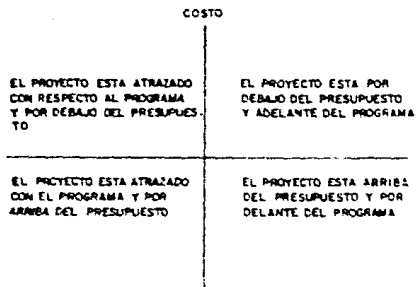 COSTO
EL PROYECTO ESTA ATRAZADO
CON RESPECTO AL PROGRAMA
Y POR DEBAJO DEL PRESUPUES-
TO
EL PROYECTO ESTA POR
DEBAJO DEL PRESUPUESTO
Y ADELANTE DEL PROGRAMA
EL PROYECTO ESTA ATRAZADO
CON EL PROGRAMA Y POR
ARRIBA DEL PRESUPUESTO
EL PROYECTO ESTA ARRIBA
DEL PRESUPUESTO Y POR
DELANTE DEL PROGRAMA